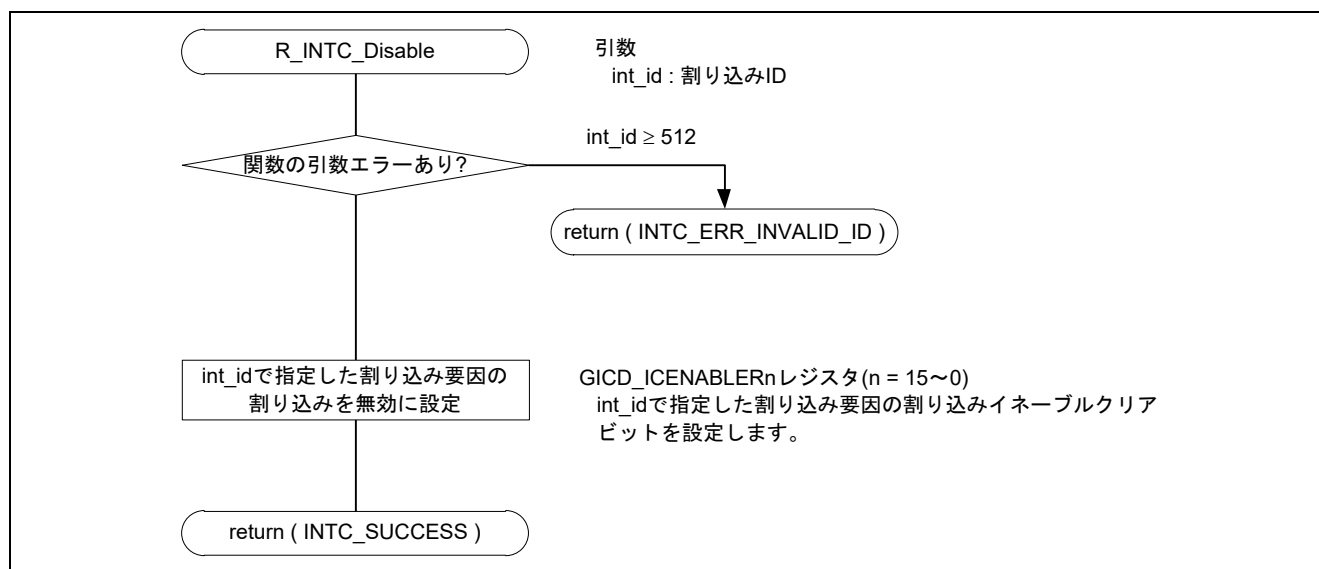 R_INTC_Disable
引数
int_id : 割り込みID
int_id ≥ 512
関数の引数エラーあり?
return ( INTC_ERR_INVALID_ID )
int_idで指定した割り込み要因の
割り込みを無効に設定
GICD_ICENABLERnレジスタ(n = 15~0)
int_idで指定した割り込み要因の割り込みイネーブルクリア
ビットを設定します。
return ( INTC_SUCCESS )